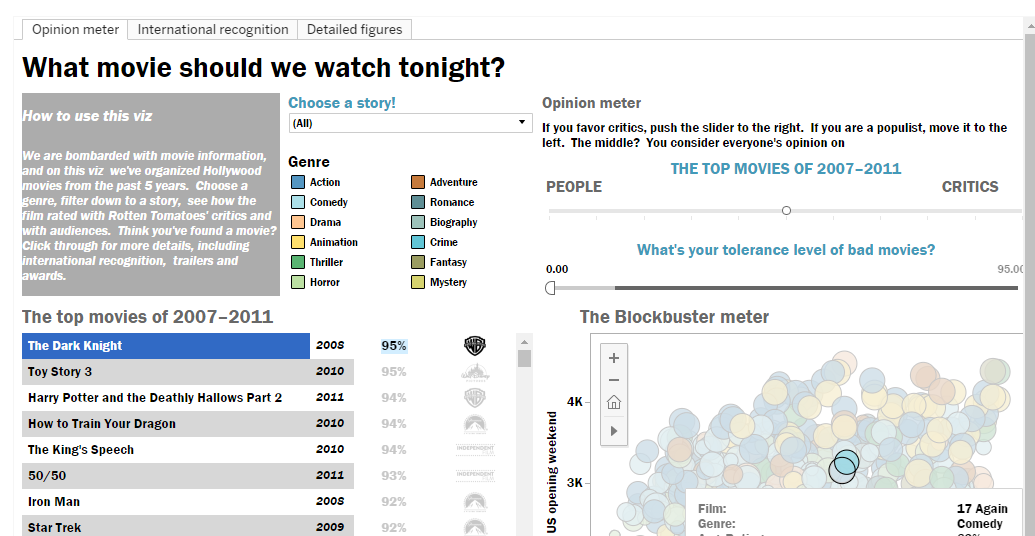 Opinion meter
International recognition
Detailed figures
What movie should we watch tonight?
How to use this viz
We are bombarded with movie information,
and on this viz we've organized Hollywood
movies from the past 5 years. Choose a
genre, filter down to a story, see how the
film rated with Rotten Tomatoes' critics and
with audiences. Think you've found a movie?
Click through for more details, including
international recognition, trailers and
awards.
Choose a story!
(All)
Genre
Action
Adventure
Comedy
Romance
Drama
Biography
Animation
Crime
Thriller
Fantasy
Horror
Mystery
Opinion meter
If you favor critics, push the slider to the right. If you are a populist, move it to the
left. The middle? You consider everyone's opinion on
THE TOP MOVIES OF 2007–2011
PEOPLE
CRITICS
What's your tolerance level of bad movies?
0.00
95.00
The top movies of 2007–2011
The Dark Knight 2008 95%
Toy Story 3 2010 95%
Harry Potter and the Deathly Hallows Part 2 2011 94%
How to Train Your Dragon 2010 94%
The King's Speech 2010 94%
INDEPENDENT
50/50 2011 93%
INDEPENDENT
Iron Man 2008 92%
Star Trek 2009 92%
The Blockbuster meter
US opening weekend
4K
3K
Film: 17 Again
Genre: Comedy